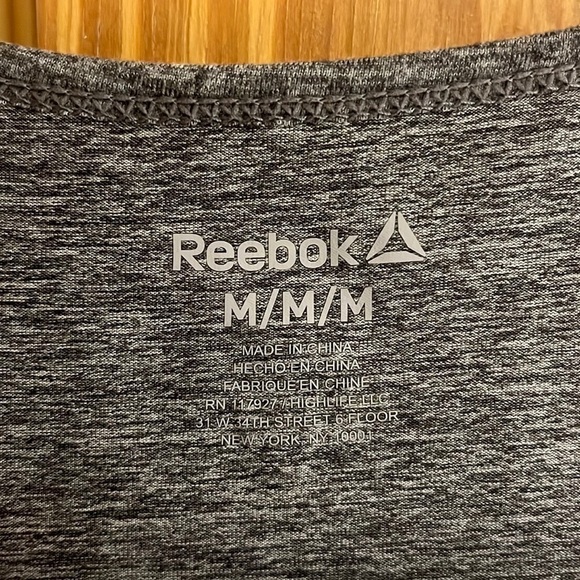 Reebok
M/M/M
MADE IN CHINA
HECHO EN CHINA
FABRIQUE EN CHINE
RN 117927 / HIGHLIFE LLC
31 W 34TH STREET 6 FLOOR
NEW YORK, NY 10001